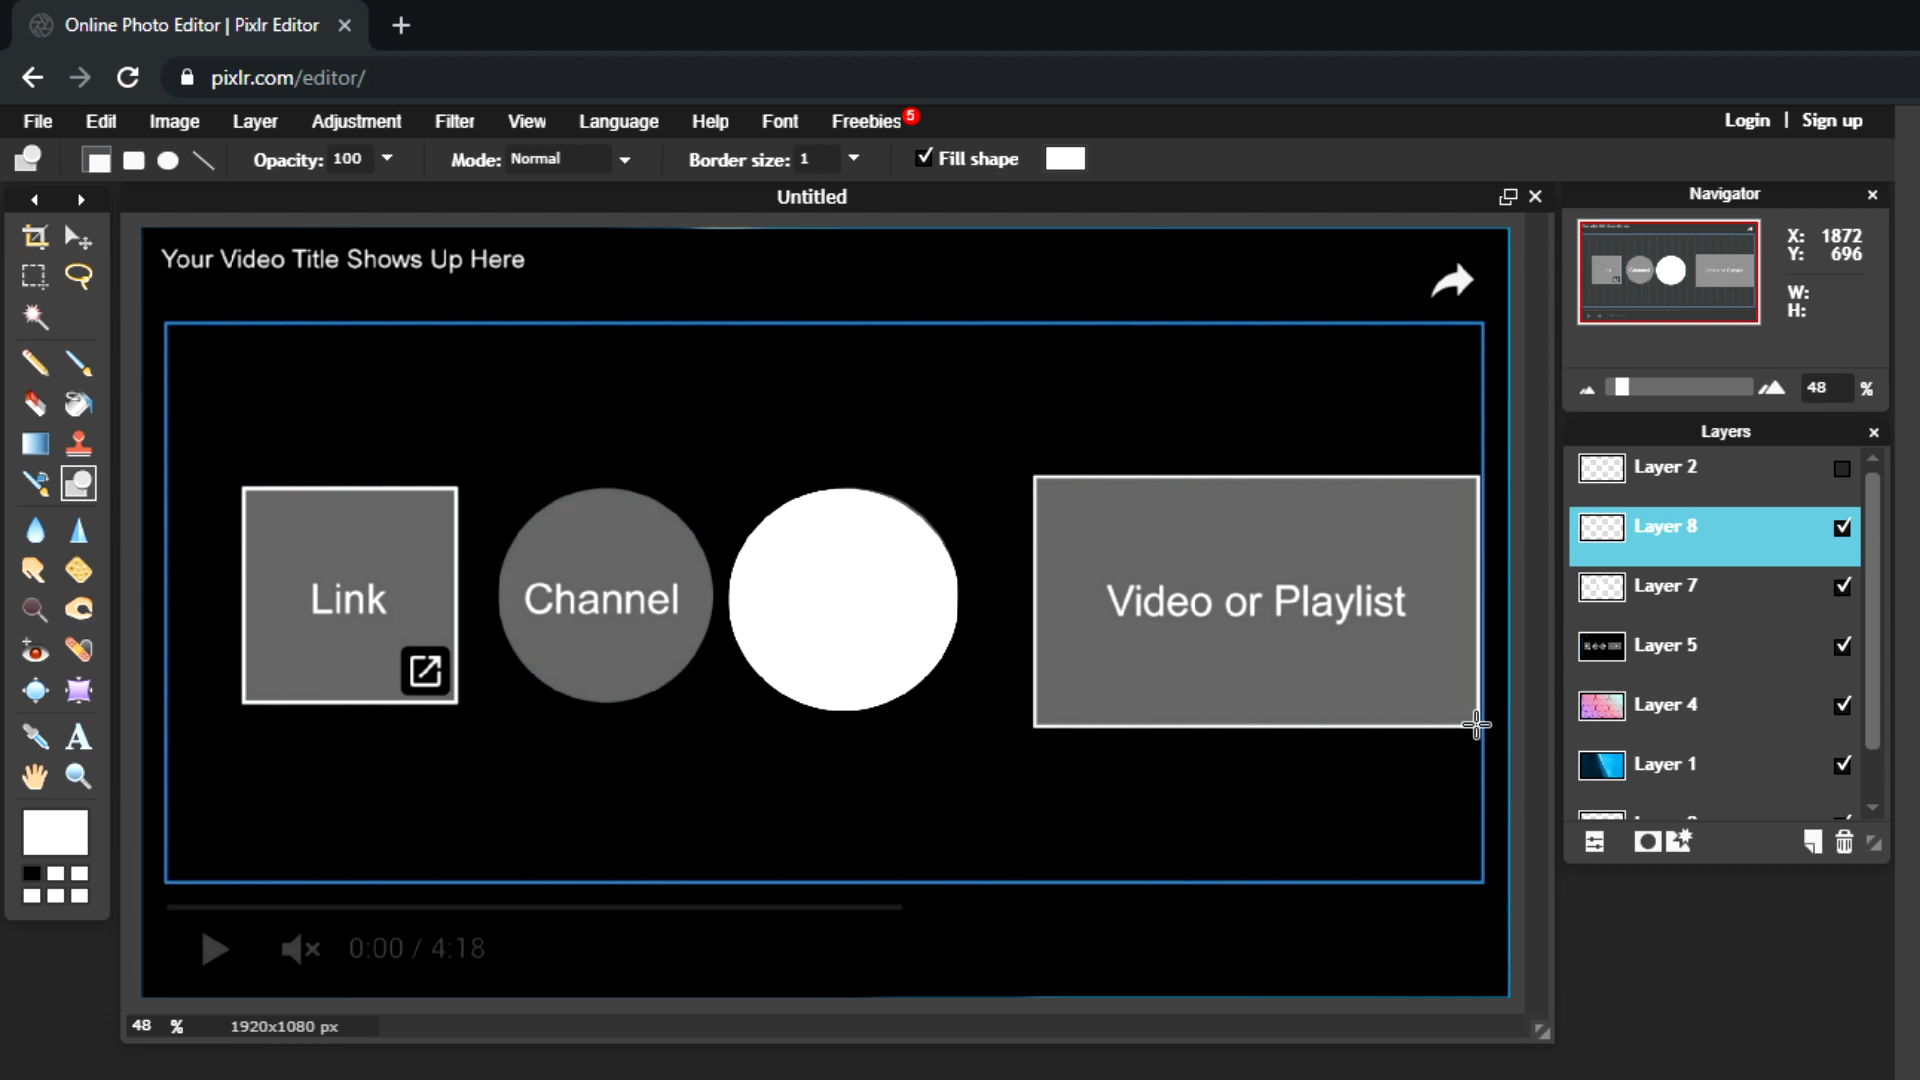 Online Photo Editor | Pixlr Editor
pixlr.com/editor/
File Edit Image Layer Adjustment Filter View Language Help Font Freebies 5 Login | Sign up
Opacity: 100 Mode: Normal Border size: 1 Fill shape
Untitled
Navigator
X: 1872
Y: 696
W:
H:
48 %
Your Video Title Shows Up Here
Link
Channel
Video or Playlist
0:00 / 4:18
48 % 1920x1080 px
Layers
Layer 2
Layer 8
Layer 7
Layer 5
Layer 4
Layer 1